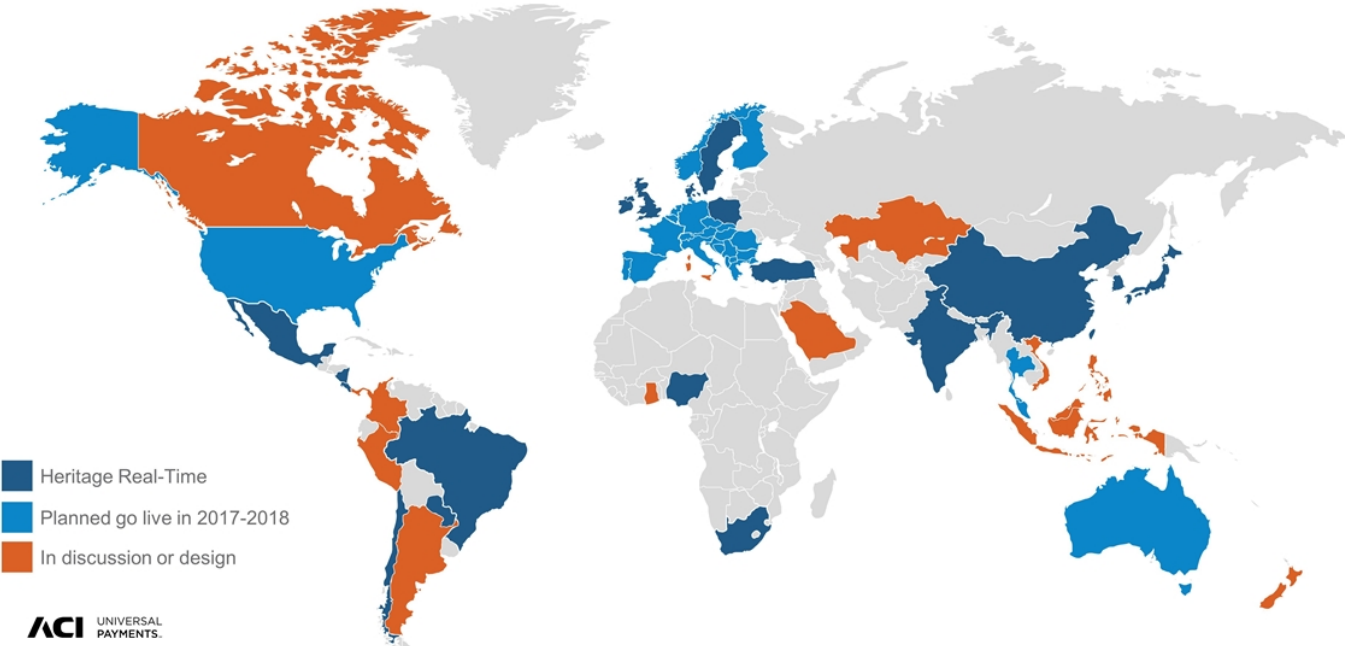 Heritage Real-Time
Planned go live in 2017-2018
In discussion or design
ACI UNIVERSAL
PAYMENTS.